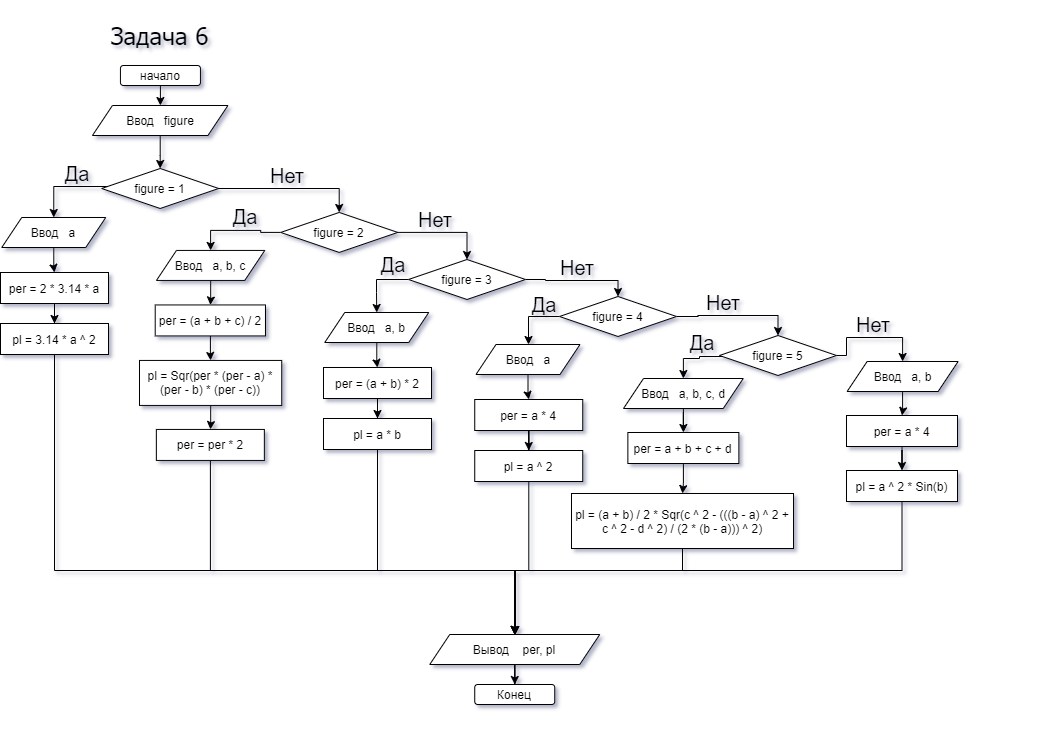 Задача 6
начало
Ввод figure
figure = 1
Да
Нет
Ввод a
per = 2 * 3.14 * a
pl = 3.14 * a ^ 2
figure = 2
Да
Нет
Ввод a, b, c
per = (a + b + c) / 2
pl = Sqr(per * (per - a) *
(per - b) * (per - c))
per = per * 2
figure = 3
Да
Нет
Ввод a, b
per = (a + b) * 2
pl = a * b
figure = 4
Да
Нет
Ввод a
per = a * 4
pl = a ^ 2
figure = 5
Да
Нет
Ввод a, b, c, d
per = a + b + c + d
pl = (a + b) / 2 * Sqr(c ^ 2 - (((b - a) ^ 2 +
c ^ 2 - d ^ 2) / (2 * (b - a))) ^ 2)
Ввод a, b
per = a * 4
pl = a ^ 2 * Sin(b)
Вывод per, pl
Конец